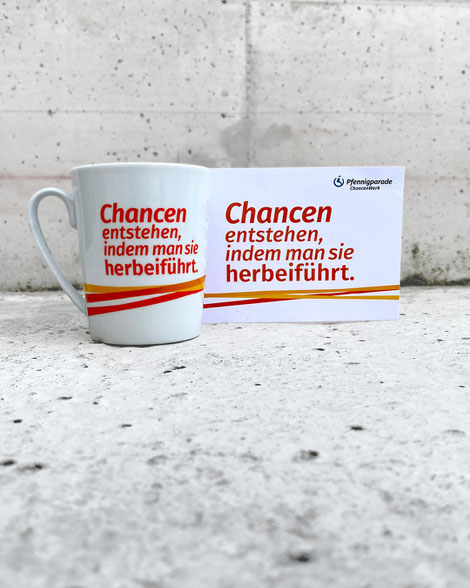 Chancen
entstehen,
indem man sie
herbeiführt.
Pfennigparade
ChancenWerk
Chancen
entstehen,
indem man sie
herbeiführt.